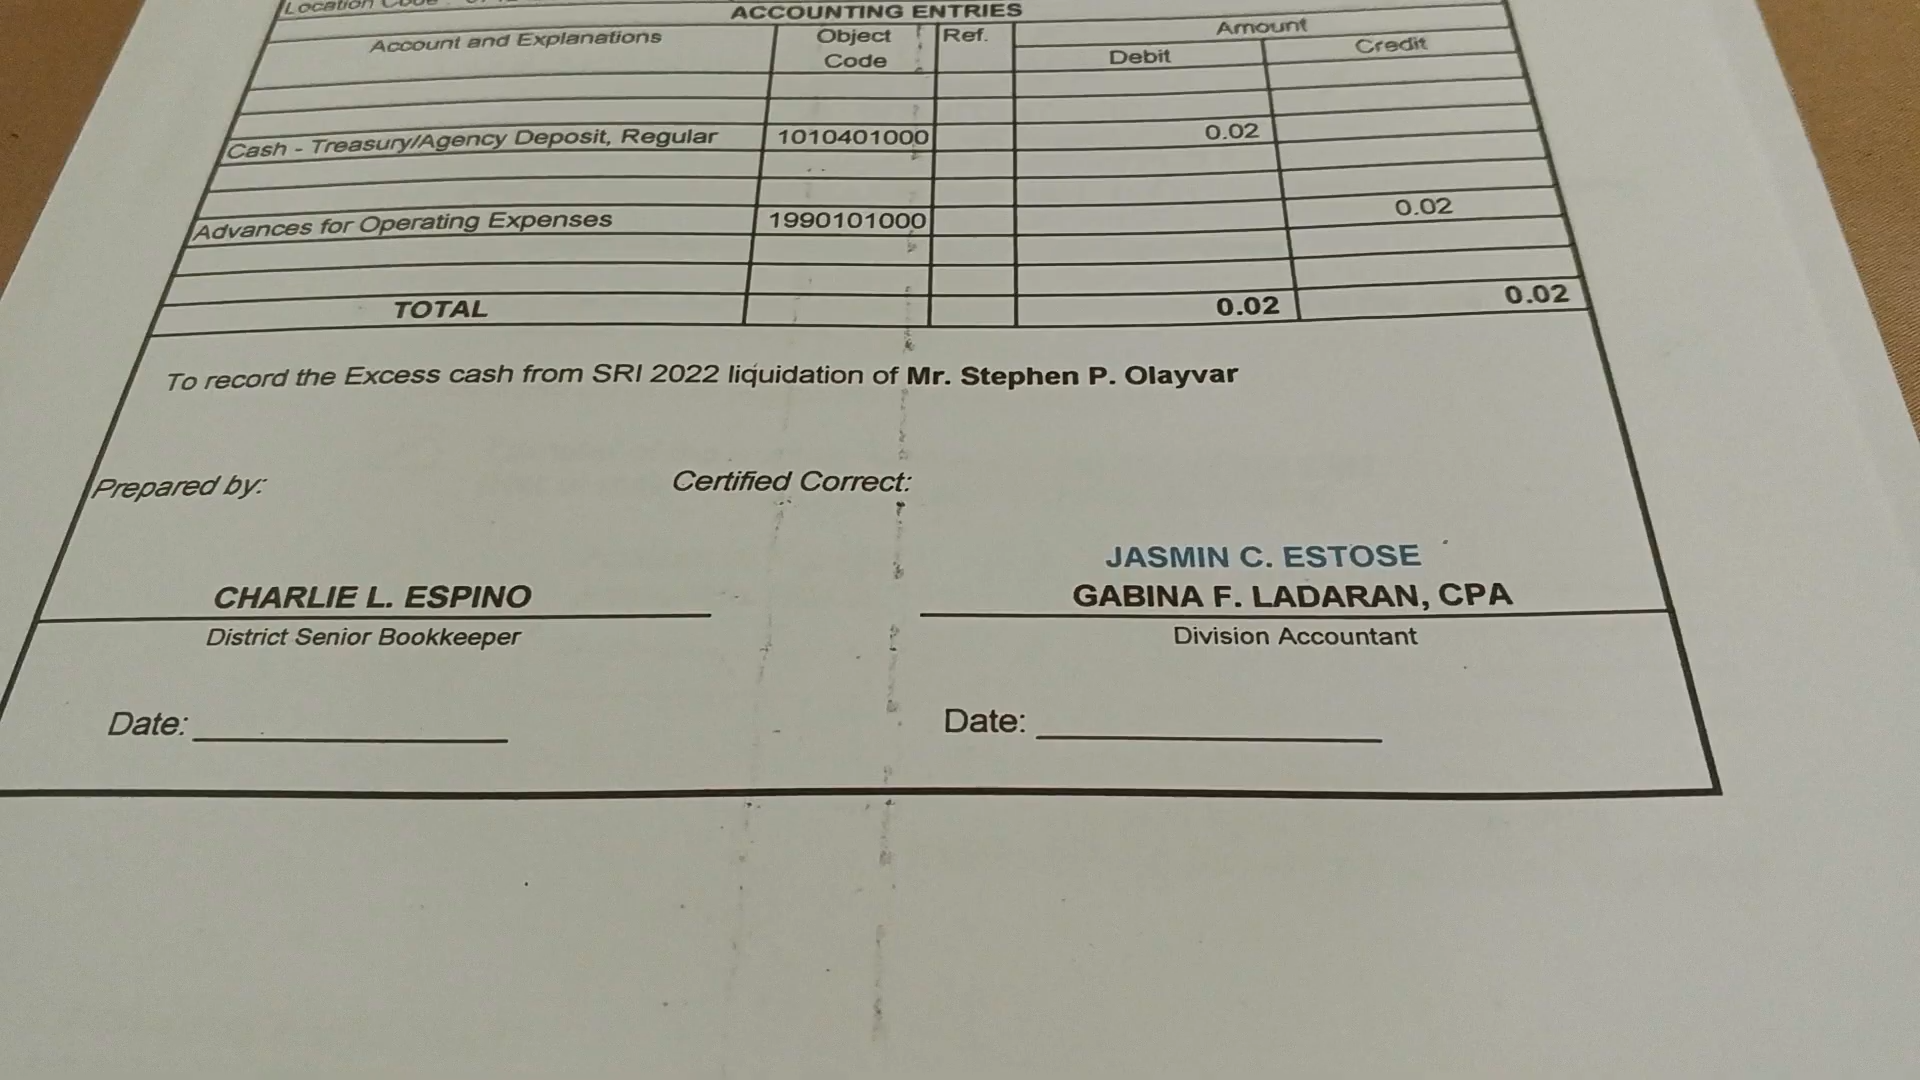 Location Code
ACCOUNTING ENTRIES
Account and Explanations Object Code Ref. Amount
Debit Credit
Cash - Treasury/Agency Deposit, Regular 1010401000 0.02
Advances for Operating Expenses 1990101000 0.02
TOTAL 0.02 0.02
To record the Excess cash from SRI 2022 liquidation of Mr. Stephen P. Olayvar
Prepared by: Certified Correct:
JASMIN C. ESTOSE
CHARLIE L. ESPINO GABINA F. LADARAN, CPA
District Senior Bookkeeper Division Accountant
Date: Date: